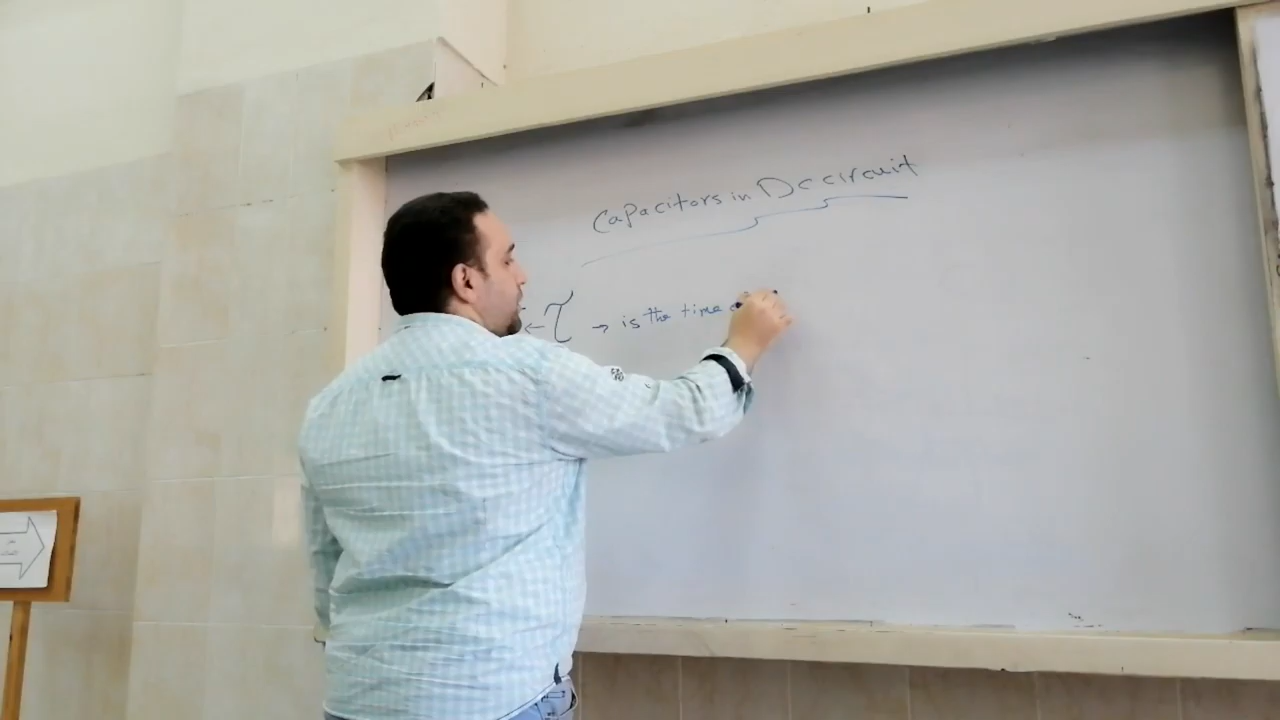 Capacitors in Dc circuit
← τ → is the time